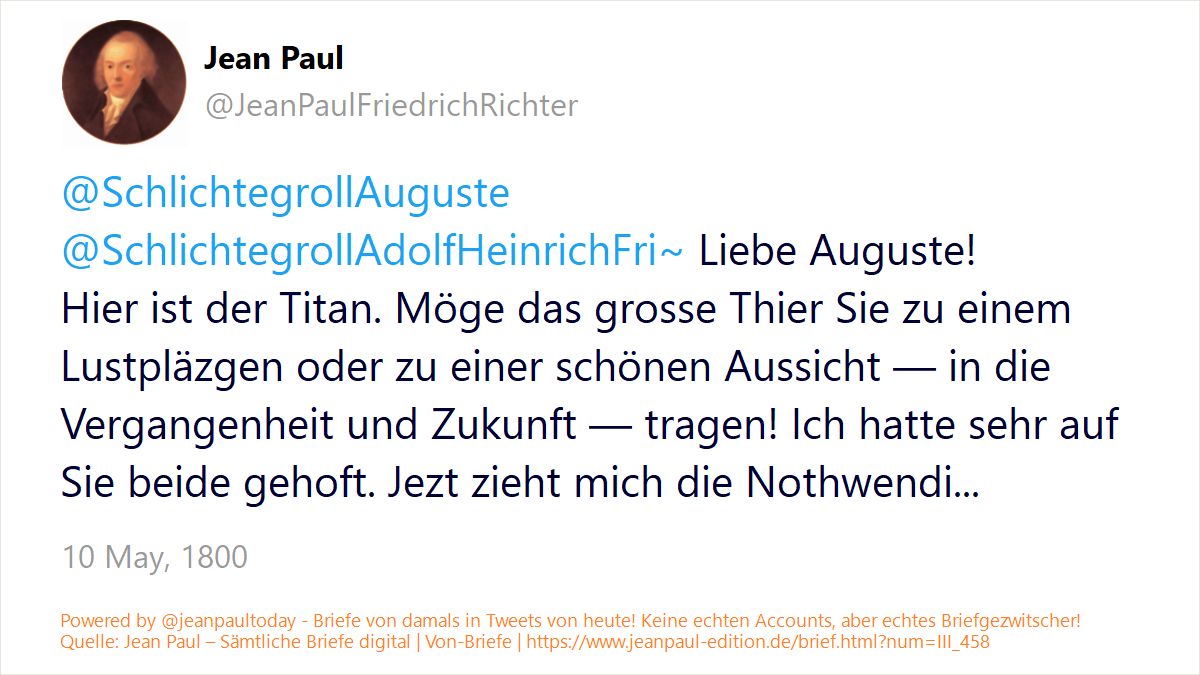 Jean Paul
@JeanPaulFriedrichRichter
@SchlichtegrollAuguste
@SchlichtegrollAdolfHeinrichFri~ Liebe Auguste!
Hier ist der Titan. Möge das grosse Thier Sie zu einem
Lustpläzgen oder zu einer schönen Aussicht — in die
Vergangenheit und Zukunft — tragen! Ich hatte sehr auf
Sie beide gehoft. Jezt zieht mich die Nothwendi...
10 May, 1800
Powered by @jeanpaultoday - Briefe von damals in Tweets von heute! Keine echten Accounts, aber echtes Briefgezwitscher!
Quelle: Jean Paul – Sämtliche Briefe digital | Von-Briefe | https://www.jeanpaul-edition.de/brief.html?num=III_458